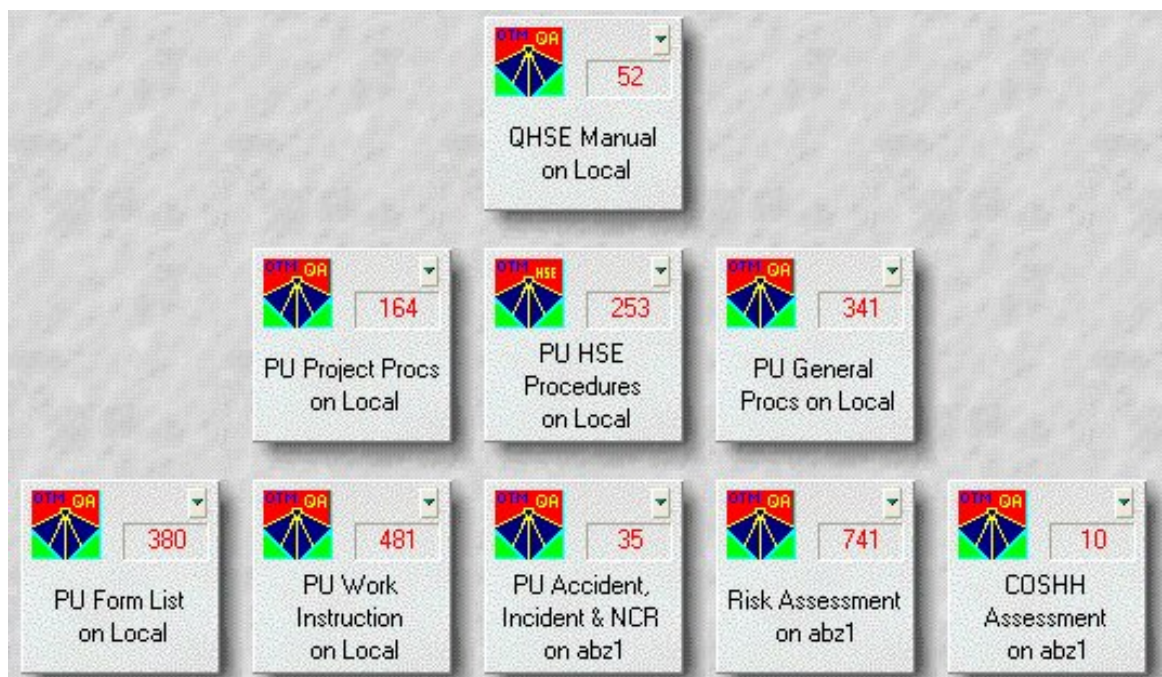 OTM QA
52
QHSE Manual
on Local
OTM QA
164
PU Project Procs
on Local
OTM HSE
253
PU HSE
Procedures
on Local
OTM QA
341
PU General
Procs on Local
OTM QA
380
PU Form List
on Local
OTM QA
481
PU Work
Instruction
on Local
OTM QA
35
PU Accident,
Incident & NCR
on abz1
OTM QA
741
Risk Assessment
on abz1
OTM QA
10
COSHH
Assessment
on abz1